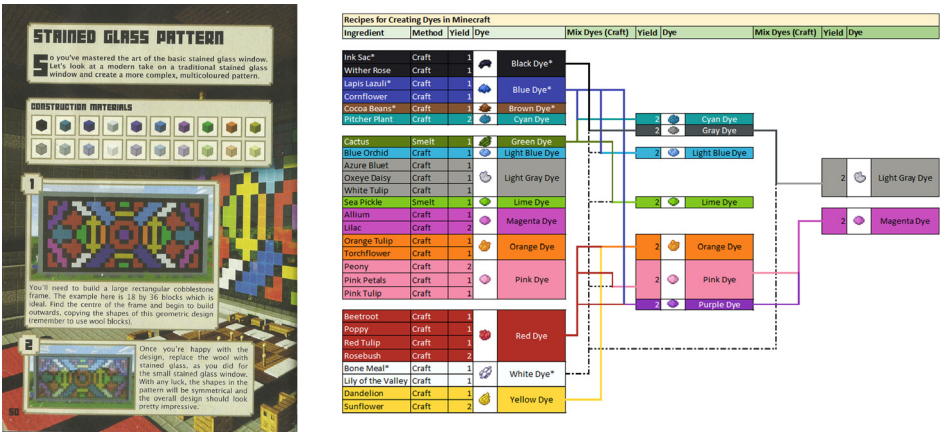 STAINED GLASS PATTERN
So you've mastered the art of the basic stained glass window.
Let's look at a modern take on a traditional stained glass
window and create a more complex, multicoloured pattern.
CONSTRUCTION MATERIALS
1
You'll need to build a large rectangular cobblestone
frame. The example here is 18 by 36 blocks which is
ideal. Find the centre of the frame and begin to build
outwards, copying the shapes of this geometric design
(remember to use wool blocks).
2
Once you're happy with the
design, replace the wool with
stained glass, as you did for
the small stained glass window.
With any luck, the shapes in the
pattern will be symmetrical and
the overall design should look
pretty impressive.
50
Recipes for Creating Dyes in Minecraft
Ingredient Method Yield Dye Mix Dyes (Craft) Yield Dye Mix Dyes (Craft) Yield Dye
Ink Sac* Craft 1 Black Dye*
Wither Rose Craft 1
Lapis Lazuli* Craft 1 Blue Dye*
Cornflower Craft 1
Cocoa Beans* Craft 1 Brown Dye*
Pitcher Plant Craft 2 Cyan Dye 2 Cyan Dye
2 Gray Dye
Cactus Smelt 1 Green Dye
Blue Orchid Craft 1 Light Blue Dye 2 Light Blue Dye
Azure Bluet Craft 1
Oxeye Daisy Craft 1 Light Gray Dye 2 Light Gray Dye
White Tulip Craft 1
Sea Pickle Smelt 1 Lime Dye 2 Lime Dye
Allium Craft 1 Magenta Dye 2 Magenta Dye
Lilac Craft 2
Orange Tulip Craft 1 Orange Dye 2 Orange Dye
Torchflower Craft 1
Peony Craft 2
Pink Petals Craft 1 Pink Dye 2 Pink Dye
Pink Tulip Craft 1
2 Purple Dye
Beetroot Craft 1
Poppy Craft 1 Red Dye
Red Tulip Craft 1
Rosebush Craft 2
Bone Meal* Craft 1 White Dye*
Lily of the Valley Craft 1
Dandelion Craft 1 Yellow Dye
Sunflower Craft 2